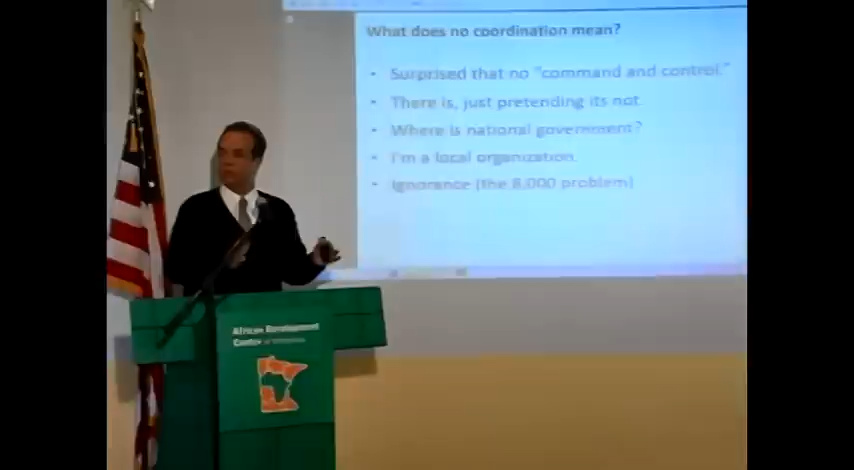 What does no coordination mean?
• Surprised that no "command and control."
• There is, just pretending its not
• Where is national government?
• I'm a local organization.
• Ignorance (the 8,000 problem)
African Development
Center of